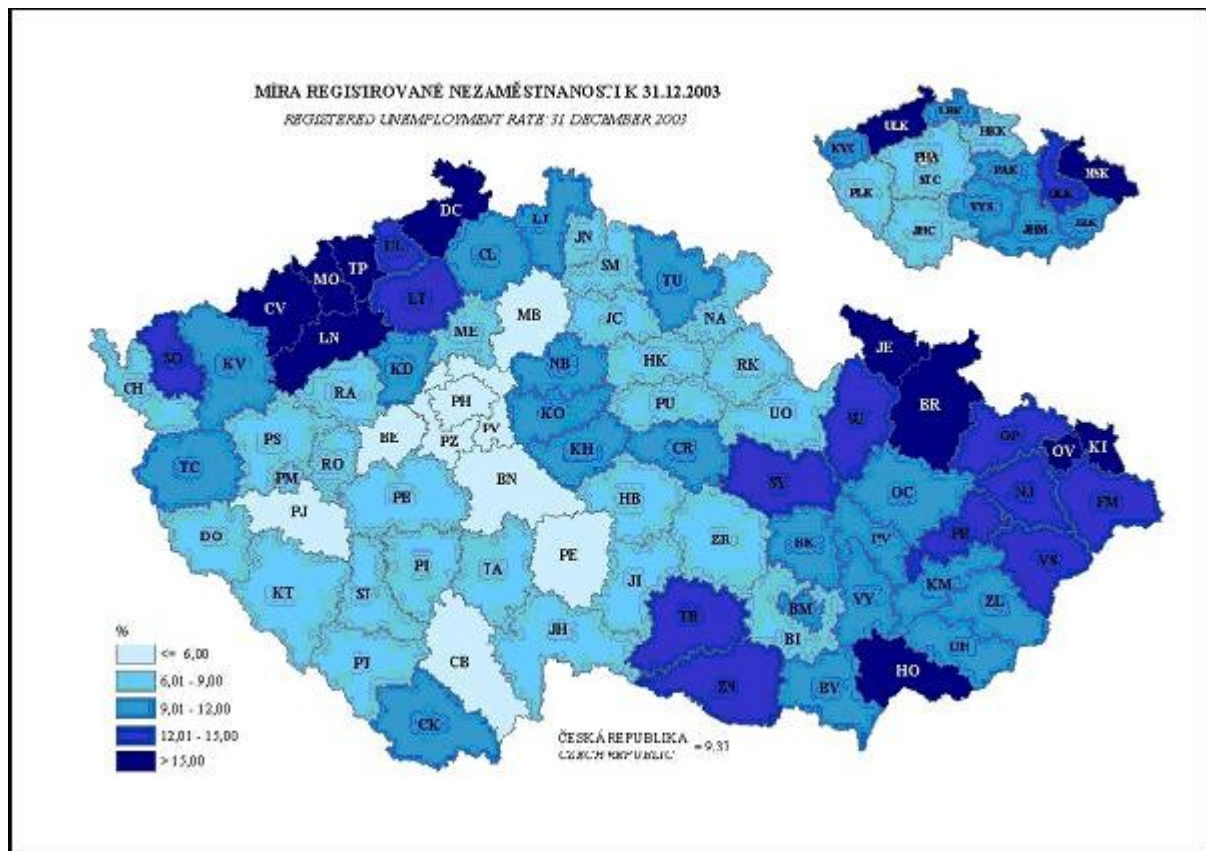 MÍRA REGISTROVANÉ NEZAMĚSTNANOSTI K 31.12.2003
REGISTERED UNEMPLOYMENT RATE: 31 DECEMBER 2003
ULK
LBK
HKK
KVK
PHA
STC
PAK
MSK
PLK
OLK
VYS
JHC
JHM
ZLK
DC
LI
UL
JN
TP
CL
SM
MO
TU
CV
LT
MB
JC
NA
LN
ME
JE
SO
KV
KD
NB
HK
RK
CH
RA
BR
PH
KO
PU
UO
SU
PS
BE
PZ
PV
KH
CR
OP
OV
KI
TC
RO
PM
BN
SY
OC
NJ
FM
PB
HB
PJ
DO
PE
ZR
BK
PV
PR
VS
KT
ST
PI
TA
JI
KM
ZL
TR
BM
VY
BI
JH
UH
PT
CB
HO
ZN
BV
CK
%
<= 6,00
6,01 - 9,00
9,01 - 12,00
12,01 - 15,00
> 15,00
ČESKÁ REPUBLIKA
CZECH REPUBLIC